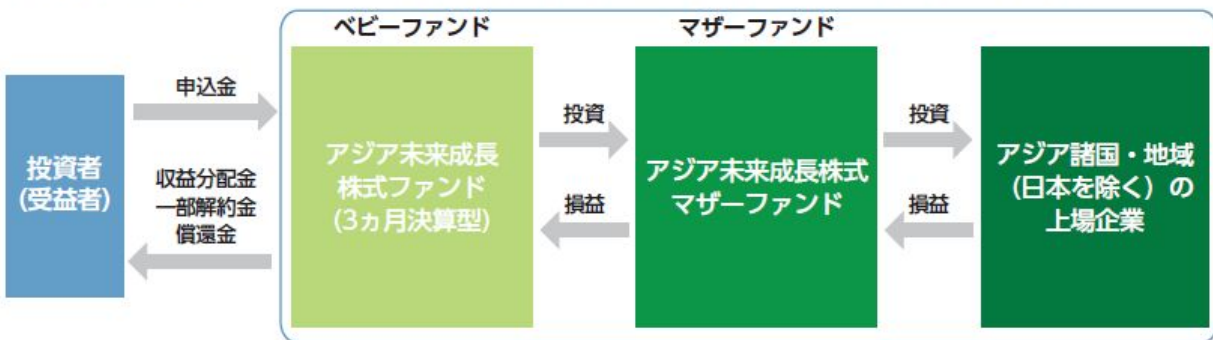 ベビーファンド
マザーファンド
投資者
(受益者)
申込金
収益分配金
一部解約金
償還金
アジア未来成長
株式ファンド
(3ヵ月決算型)
投資
損益
アジア未来成長株式
マザーファンド
投資
損益
アジア諸国・地域
(日本を除く)の
上場企業